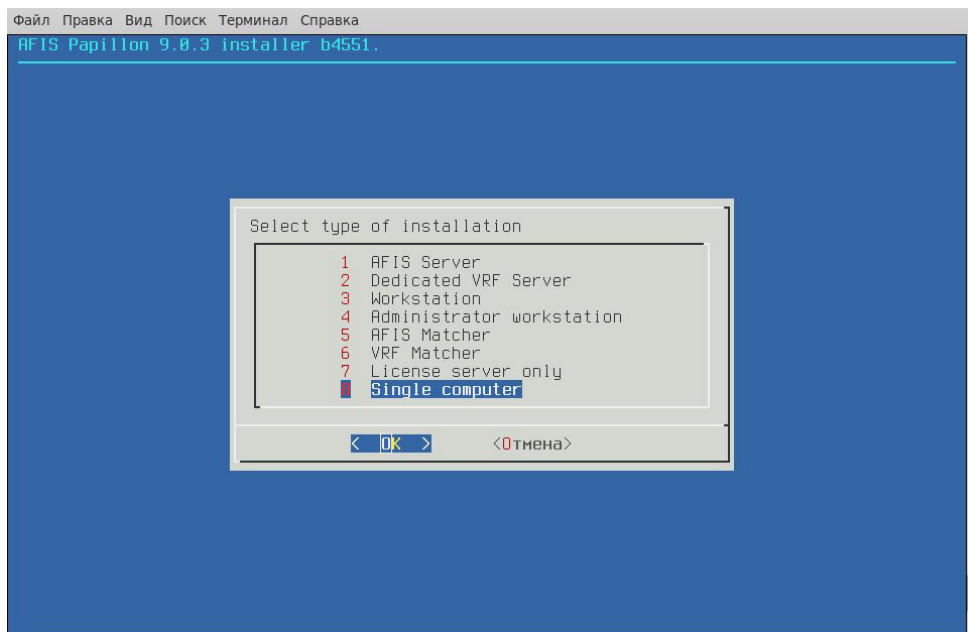 Файл Правка Вид Поиск Терминал Справка
AFIS Papillon 9.0.3 installer b4551.
Select type of installation
1 AFIS Server
2 Dedicated VRF Server
3 Workstation
4 Administrator workstation
5 AFIS Matcher
6 VRF Matcher
7 License server only
8 Single computer
< OK > <Отмена>